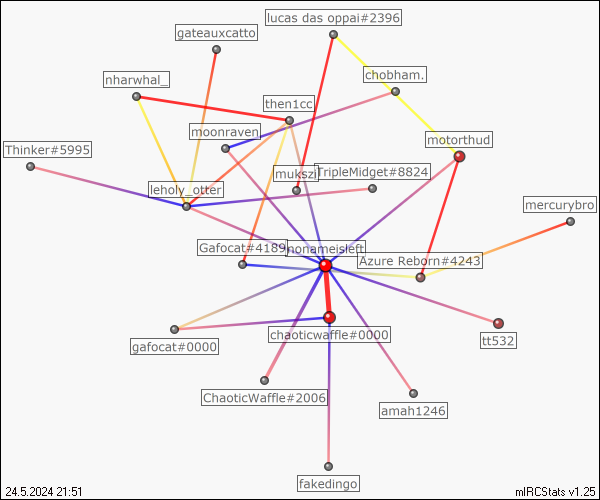 lucas das oppai#2396
gateauxcatto
chobham.
nharwhal_
then1cc
moonraven
motorthud
Thinker#5995
mukszi
TripleMidget#8824
leholy_otter
mercurybro
Gafocat#4189
nonameisleft
Azure Reborn#4243
chaoticwaffle#0000
tt532
gafocat#0000
ChaoticWaffle#2006
amah1246
fakedingo
24.5.2024 21:51
mIRCStats v1.25